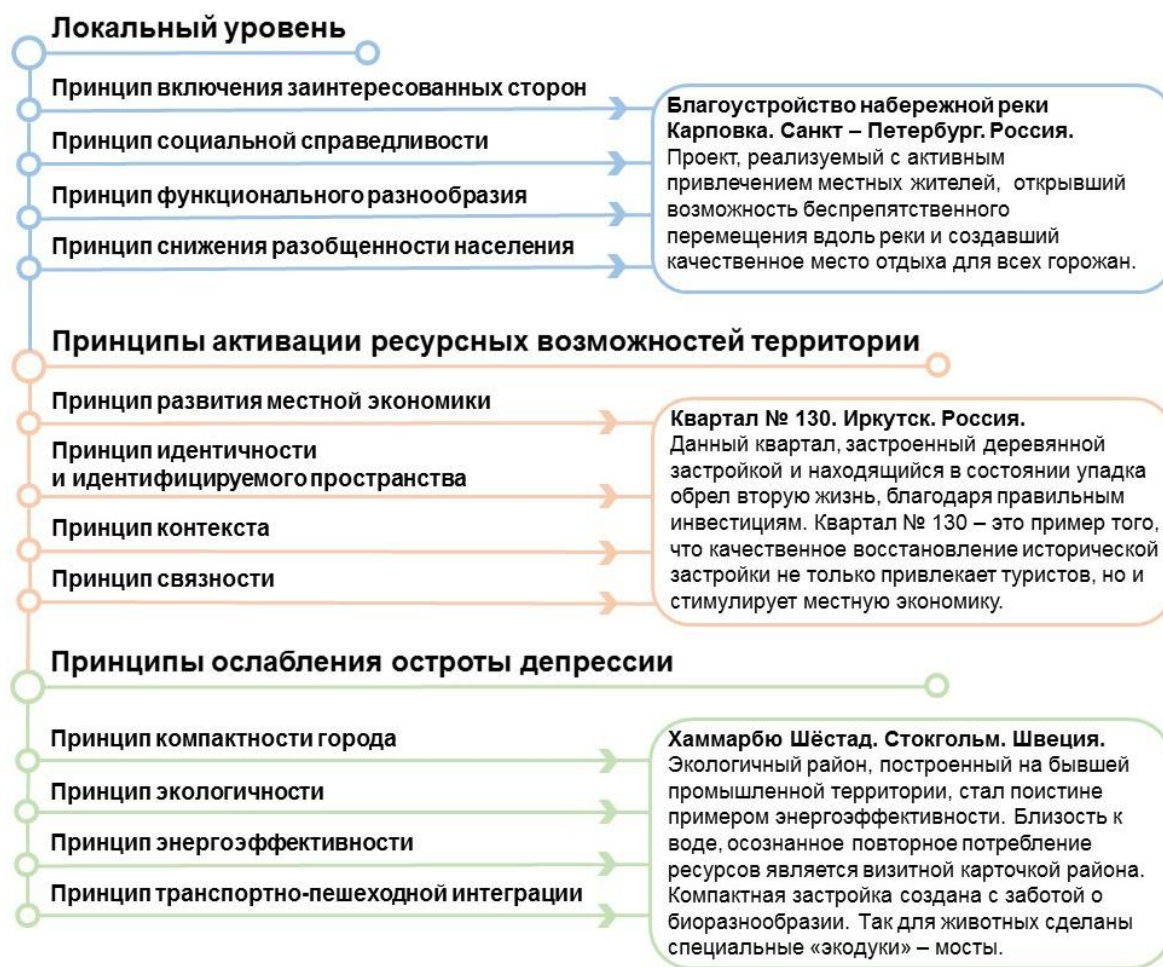 Локальный уровень
Принцип включения заинтересованных сторон
Принцип социальной справедливости
Принцип функционального разнообразия
Принцип снижения разобщенности населения
Благоустройство набережной реки
Карповка. Санкт – Петербург. Россия.
Проект, реализуемый с активным
привлечением местных жителей, открывший
возможность беспрепятственного
перемещения вдоль реки и создавший
качественное место отдыха для всех горожан.
Принципы активации ресурсных возможностей территории
Принцип развития местной экономики
Принцип идентичности
и идентифицируемого пространства
Принцип контекста
Принцип связности
Квартал № 130. Иркутск. Россия.
Данный квартал, застроенный деревянной
застройкой и находящийся в состоянии упадка
обрел вторую жизнь, благодаря правильным
инвестициям. Квартал № 130 – это пример того,
что качественное восстановление исторической
застройки не только привлекает туристов, но и
стимулирует местную экономику.
Принципы ослабления остроты депрессии
Принцип компактности города
Принцип экологичности
Принцип энергоэффективности
Принцип транспортно-пешеходной интеграции
Хаммарбю Шёстад. Стокгольм. Швеция.
Экологичный район, построенный на бывшей
промышленной территории, стал поистине
примером энергоэффективности. Близость к
воде, осознанное повторное потребление
ресурсов является визитной карточкой района.
Компактная застройка создана с заботой о
биоразнообразии. Так для животных сделаны
специальные «экодуки» – мосты.